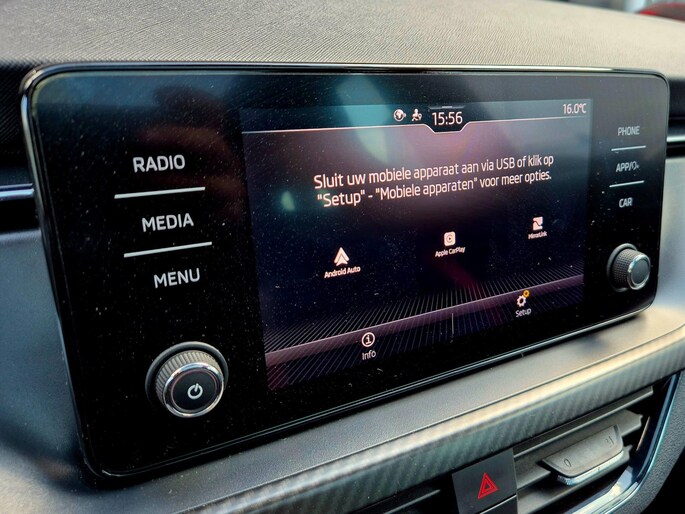 15:56
16.0°C
RADIO
MEDIA
MENU
Sluit uw mobiele apparaat aan via USB of klik op
"Setup" - "Mobiele apparaten" voor meer opties.
Android Auto
Apple CarPlay
MirrorLink
Info
Setup
PHONE
APP/
CAR
0